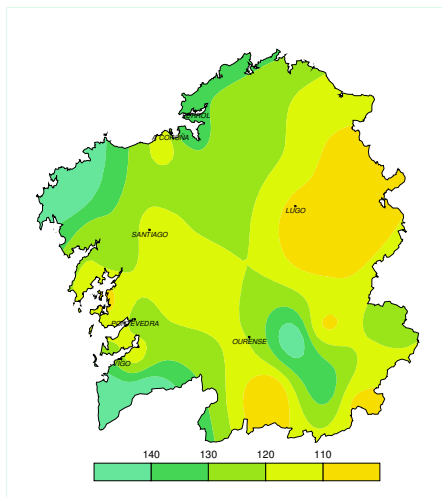 FERROL
A CORUÑA
LUGO
SANTIAGO
PONTEVEDRA
OURENSE
VIGO
140 130 120 110